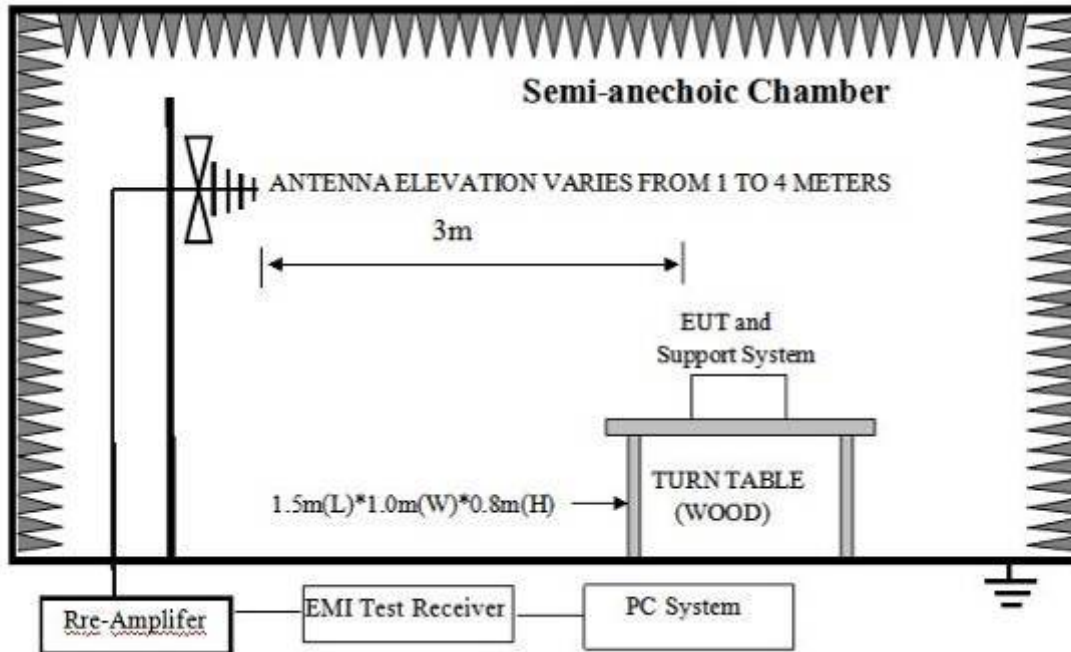 Semi-anechoic Chamber
ANTENNA ELEVATION VARIES FROM 1 TO 4 METERS
3m
EUT and
Support System
TURN TABLE
(WOOD)
1.5m(L)*1.0m(W)*0.8m(H)
Rre-Amplifer
EMI Test Receiver
PC System